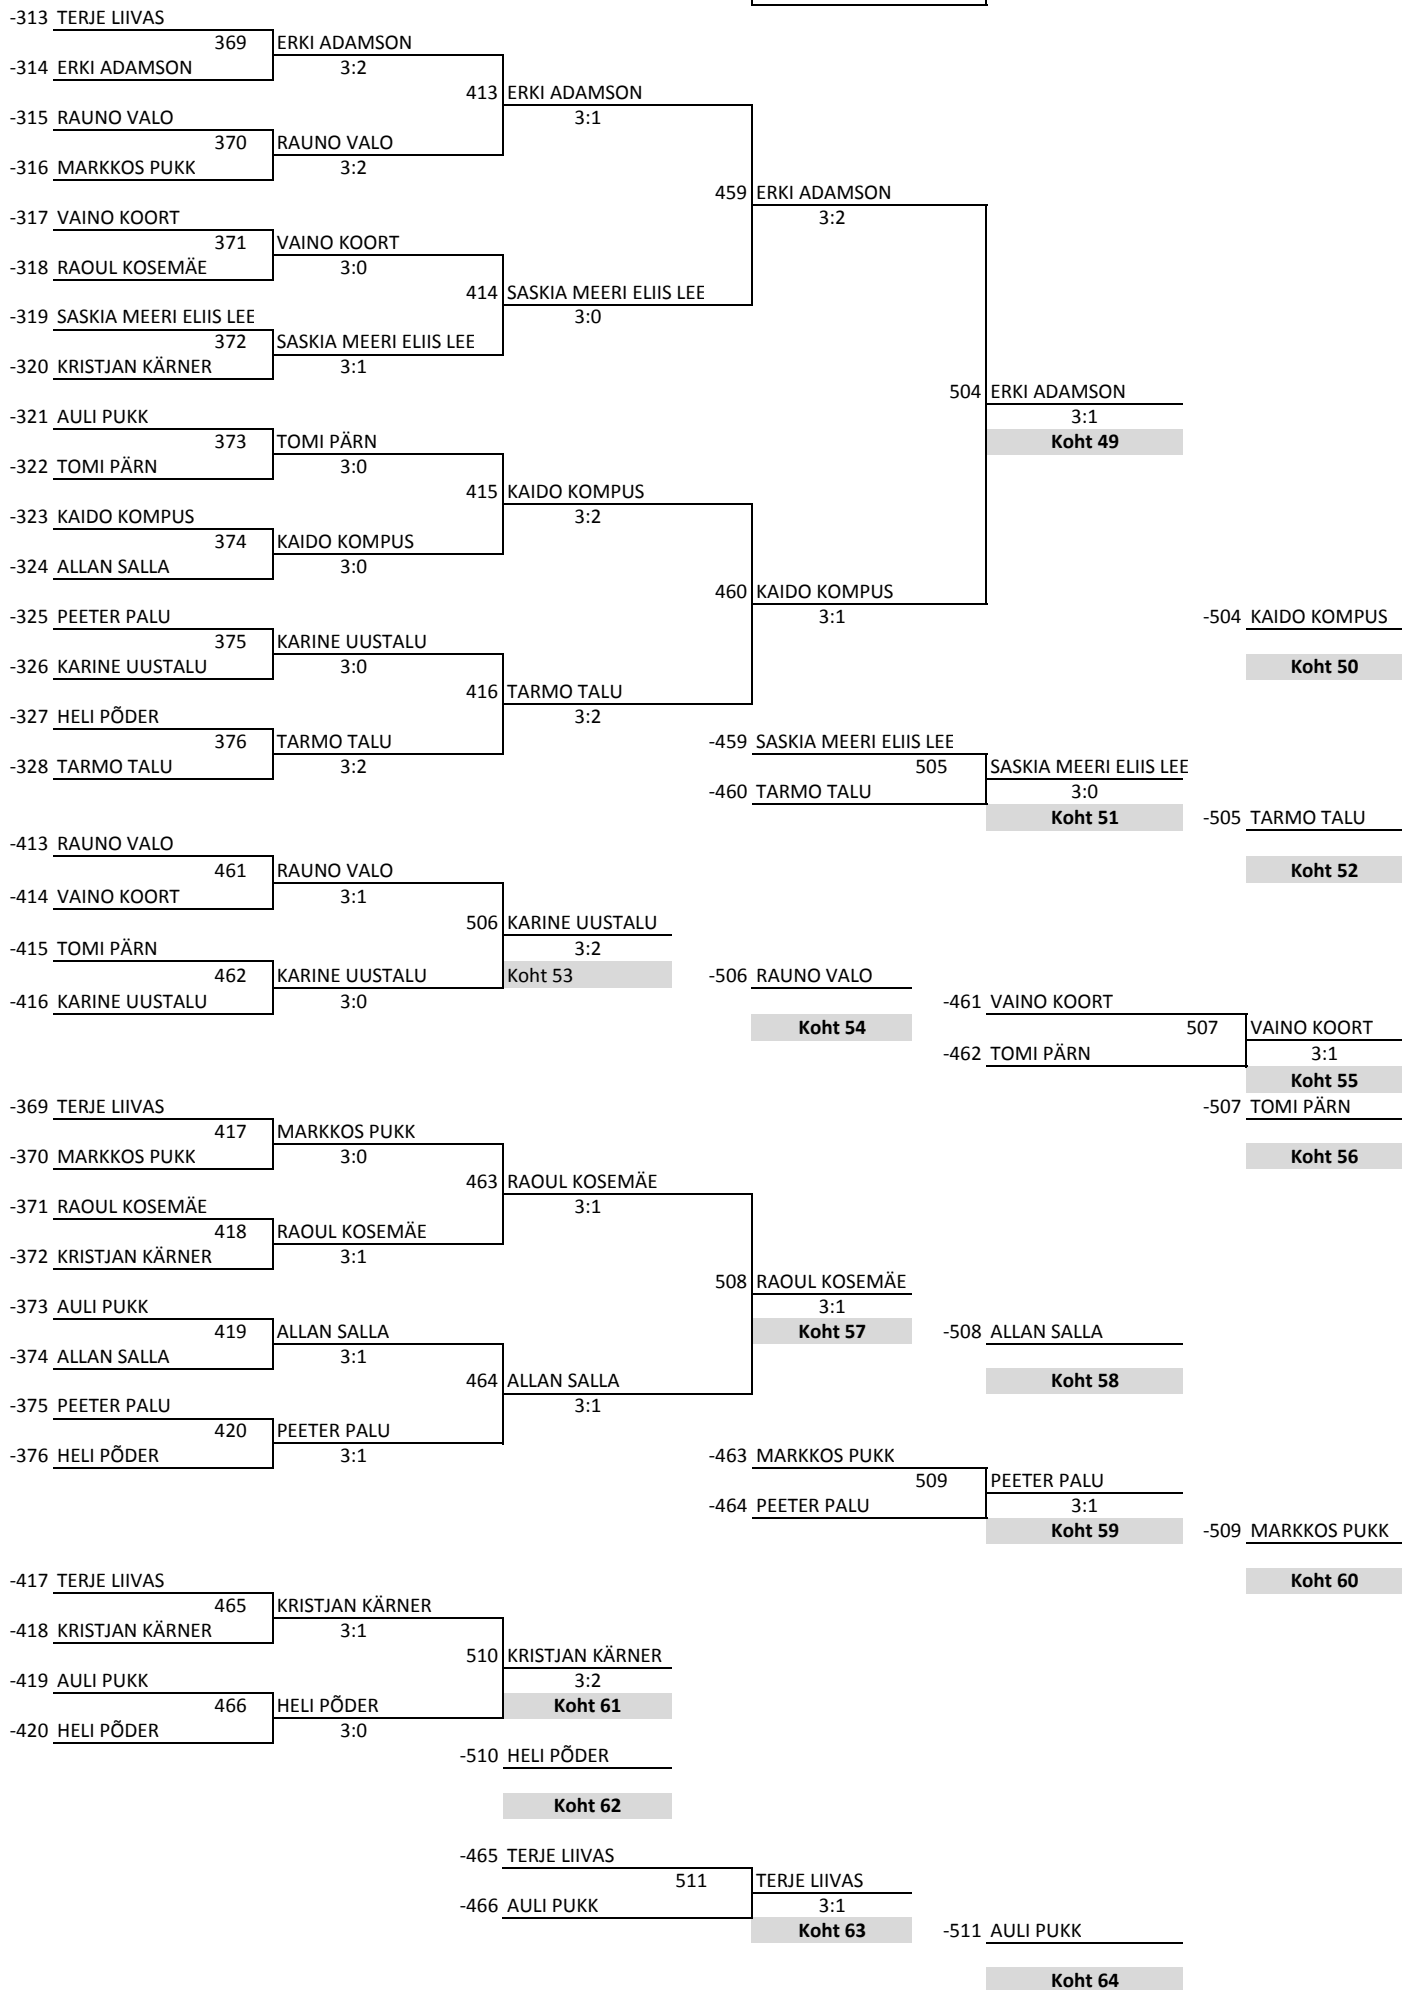 -313 TERJE LIIVAS
369 ERKI ADAMSON
-314 ERKI ADAMSON 3:2
413 ERKI ADAMSON
-315 RAUNO VALO 3:1
370 RAUNO VALO
-316 MARKKOS PUKK 3:2
459 ERKI ADAMSON
-317 VAINO KOORT 3:2
371 VAINO KOORT
-318 RAOUL KOSEMÄE 3:0
414 SASKIA MEERI ELIIS LEE
-319 SASKIA MEERI ELIIS LEE 3:0
372 SASKIA MEERI ELIIS LEE
-320 KRISTJAN KÄRNER 3:1
504 ERKI ADAMSON
-321 AULI PUKK 3:1
373 TOMI PÄRN Koht 49
-322 TOMI PÄRN 3:0
415 KAIDO KOMPUS
-323 KAIDO KOMPUS 3:2
374 KAIDO KOMPUS
-324 ALLAN SALLA 3:0
460 KAIDO KOMPUS
-325 PEETER PALU 3:1 -504 KAIDO KOMPUS
375 KARINE UUSTALU
-326 KARINE UUSTALU 3:0 Koht 50
416 TARMO TALU
-327 HELI PÕDER 3:2
376 TARMO TALU -459 SASKIA MEERI ELIIS LEE
-328 TARMO TALU 3:2 505 SASKIA MEERI ELIIS LEE
-460 TARMO TALU 3:0
Koht 51 -505 TARMO TALU
-413 RAUNO VALO
461 RAUNO VALO Koht 52
-414 VAINO KOORT 3:1
506 KARINE UUSTALU
-415 TOMI PÄRN 3:2
462 KARINE UUSTALU Koht 53 -506 RAUNO VALO
-416 KARINE UUSTALU 3:0 -461 VAINO KOORT
Koht 54 507 VAINO KOORT
-462 TOMI PÄRN 3:1
Koht 55
-369 TERJE LIIVAS -507 TOMI PÄRN
417 MARKKOS PUKK
-370 MARKKOS PUKK 3:0 Koht 56
463 RAOUL KOSEMÄE
-371 RAOUL KOSEMÄE 3:1
418 RAOUL KOSEMÄE
-372 KRISTJAN KÄRNER 3:1
508 RAOUL KOSEMÄE
-373 AULI PUKK 3:1
419 ALLAN SALLA Koht 57 -508 ALLAN SALLA
-374 ALLAN SALLA 3:1
464 ALLAN SALLA Koht 58
-375 PEETER PALU 3:1
420 PEETER PALU
-376 HELI PÕDER 3:1 -463 MARKKOS PUKK
509 PEETER PALU
-464 PEETER PALU 3:1
Koht 59 -509 MARKKOS PUKK
-417 TERJE LIIVAS Koht 60
465 KRISTJAN KÄRNER
-418 KRISTJAN KÄRNER 3:1
510 KRISTJAN KÄRNER
-419 AULI PUKK 3:2
466 HELI PÕDER Koht 61
-420 HELI PÕDER 3:0
-510 HELI PÕDER
Koht 62
-465 TERJE LIIVAS
511 TERJE LIIVAS
-466 AULI PUKK 3:1
Koht 63 -511 AULI PUKK
Koht 64